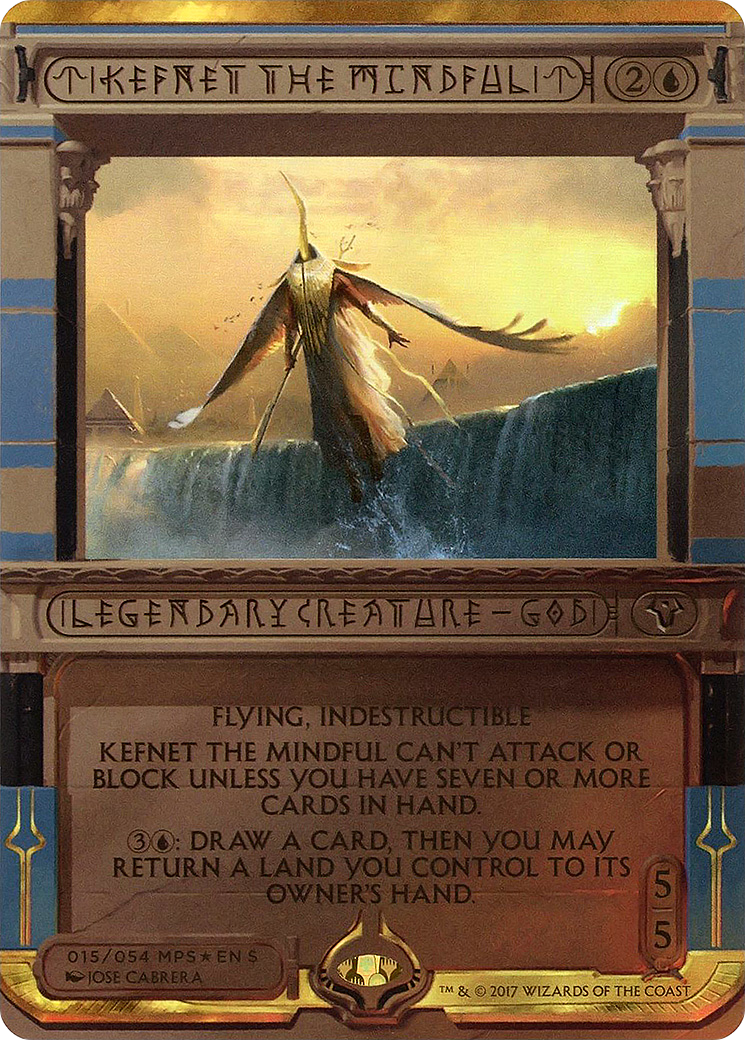 KEFNET THE MINDFUL
2
LEGENDARY CREATURE – GOD
FLYING, INDESTRUCTIBLE
KEFNET THE MINDFUL CAN'T ATTACK OR
BLOCK UNLESS YOU HAVE SEVEN OR MORE
CARDS IN HAND.
3: DRAW A CARD, THEN YOU MAY
RETURN A LAND YOU CONTROL TO ITS
OWNER'S HAND.
5
5
015/054 MPS★EN S
JOSE CABRERA
™ & © 2017 WIZARDS OF THE COAST